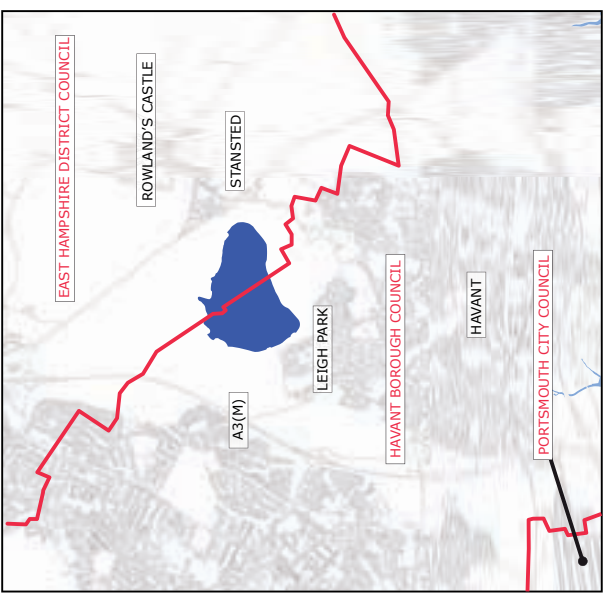 EAST HAMPSHIRE DISTRICT COUNCIL
ROWLAND'S CASTLE
STANSTED
A3(M)
LEIGH PARK
HAVANT BOROUGH COUNCIL
HAVANT
PORTSMOUTH CITY COUNCIL